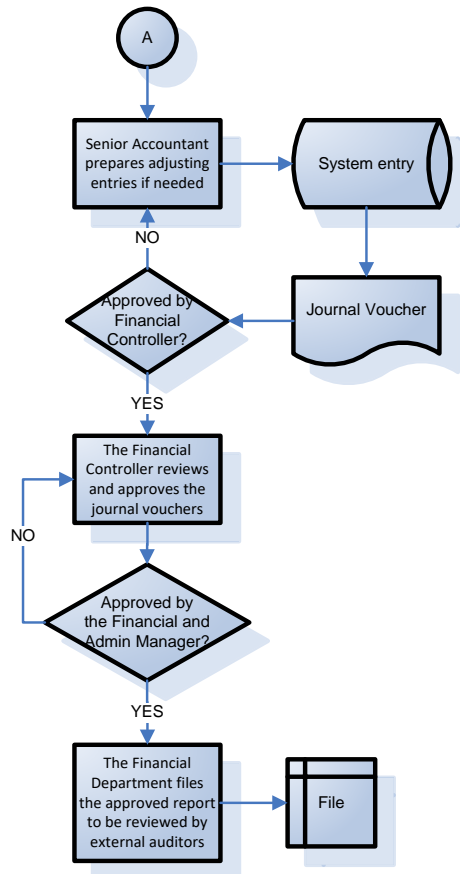 A
Senior Accountant
prepares adjusting
entries if needed
System entry
NO
Journal Voucher
Approved by
Financial
Controller?
YES
The Financial
Controller reviews
and approves the
journal vouchers
NO
Approved by
the Financial and
Admin Manager?
YES
The Financial
Department files
the approved report
to be reviewed by
external auditors
File